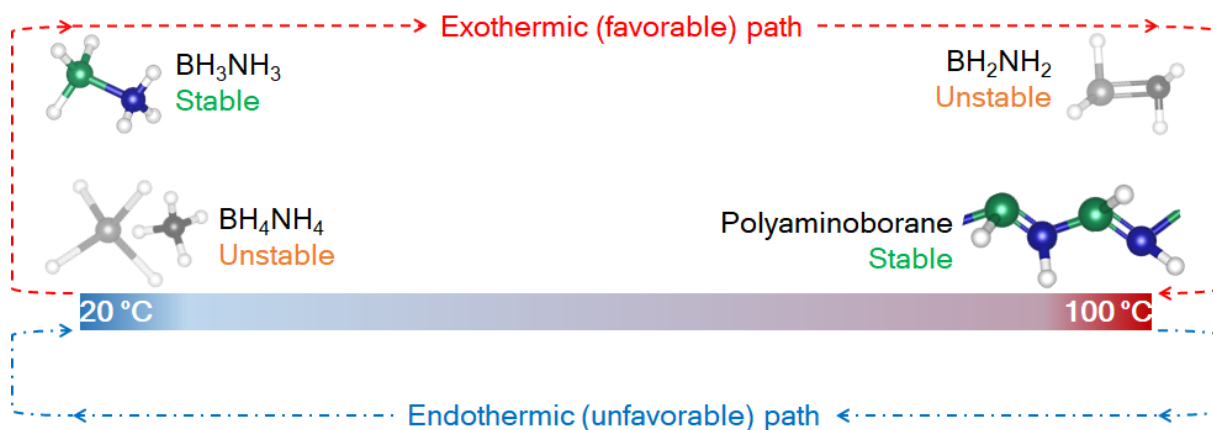 Exothermic (favorable) path
BH₃NH₃
Stable
BH₂NH₂
Unstable
BH₄NH₄
Unstable
Polyaminoborane
Stable
20 ºC
100 ºC
Endothermic (unfavorable) path